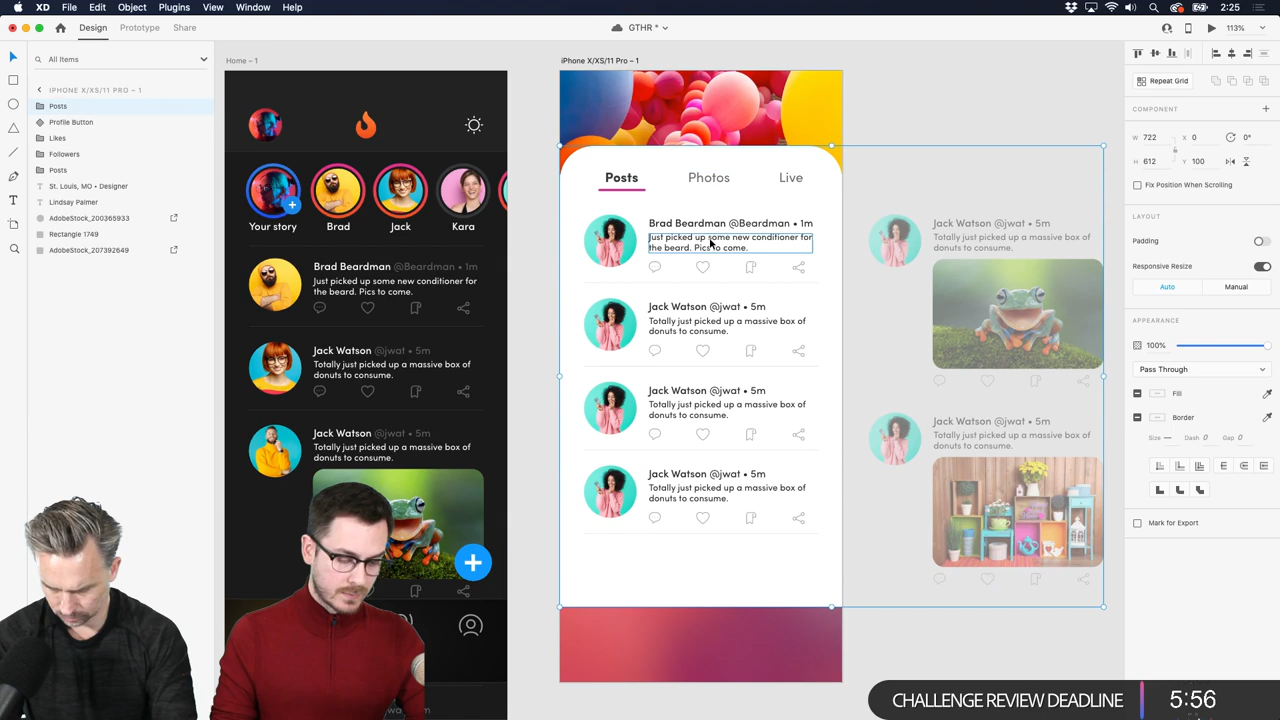 XD File Edit Object Plugins View Window Help 2:25
Design Prototype Share GTHR * 113%
All Items
IPHONE X/XS/11 PRO – 1
Posts
Profile Button
Likes
Followers
Posts
St. Louis, MO • Designer
Lindsay Palmer
AdobeStock_200365933
Rectangle 1749
AdobeStock_207392649
Home – 1
Your story Brad Jack Kara
Brad Beardman @Beardman • 1m
Just picked up some new conditioner for
the beard. Pics to come.
Jack Watson @jwat • 5m
Totally just picked up a massive box of
donuts to consume.
Jack Watson @jwat • 5m
Totally just picked up a massive box of
donuts to consume.
iPhone X/XS/11 Pro – 1
Posts Photos Live
Brad Beardman @Beardman • 1m
Just picked up some new conditioner for
the beard. Pics to come.
Jack Watson @jwat • 5m
Totally just picked up a massive box of
donuts to consume.
Jack Watson @jwat • 5m
Totally just picked up a massive box of
donuts to consume.
Jack Watson @jwat • 5m
Totally just picked up a massive box of
donuts to consume.
Jack Watson @jwat • 5m
Totally just picked up a massive box of
donuts to consume.
Jack Watson @jwat • 5m
Totally just picked up a massive box of
donuts to consume.
Repeat Grid
COMPONENT
W 722 X 0 0°
H 612 Y 100
Fix Position When Scrolling
LAYOUT
Padding
Responsive Resize
Auto Manual
APPEARANCE
100%
Pass Through
Fill
Border
Size — Dash 0 Gap 0
Mark for Export
CHALLENGE REVIEW DEADLINE 5:56